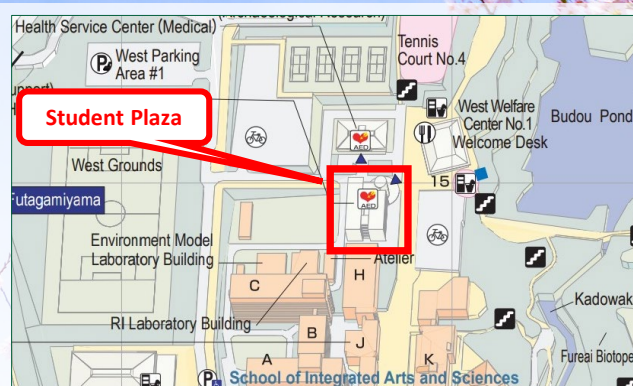 Health Service Center (Medical)
(Archaeological Research)
Tennis
Court No.4
West Parking
Area #1
P
Student Plaza
AED
West Welfare
Center No.1
Welcome Desk
Budou Pond
West Grounds
AED
15
Futagamiyama
Environment Model
Laboratory Building
Atelier
C
H
RI Laboratory Building
B
J
A
K
Kadowak
Fureai Biotope
P
School of Integrated Arts and Sciences